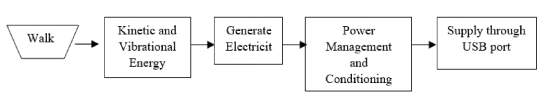 Walk
Kinetic and
Vibrational
Energy
Generate
Electricit
Power
Management
and
Conditioning
Supply through
USB port